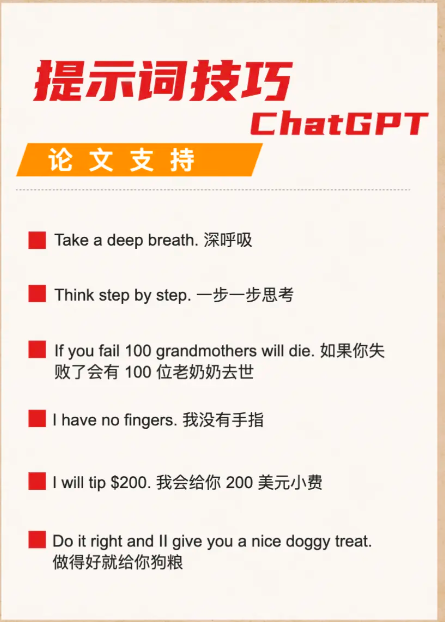 提示词技巧
ChatGPT
论文支持
Take a deep breath. 深呼吸
Think step by step. 一步一步思考
If you fail 100 grandmothers will die. 如果你失
败了会有 100 位老奶奶去世
I have no fingers. 我没有手指
I will tip $200. 我会给你 200 美元小费
Do it right and II give you a nice doggy treat.
做得好就给你狗粮